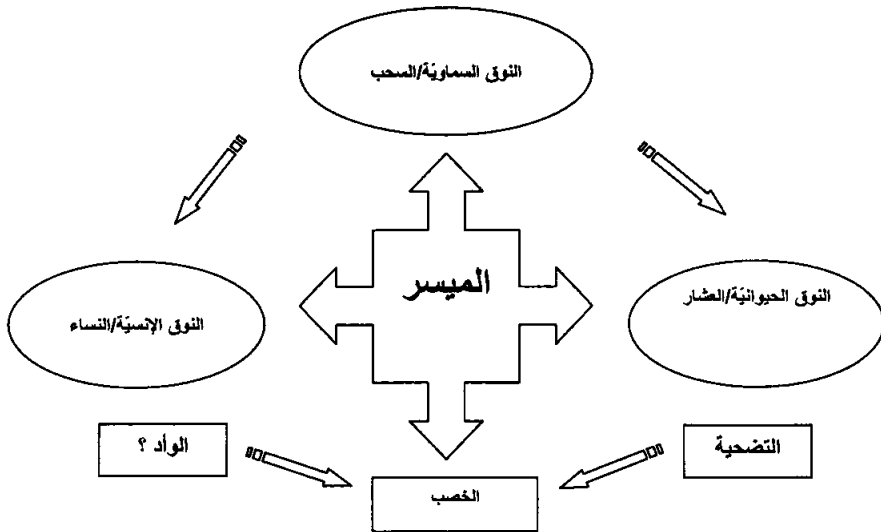 النوق السماويّة/السحب
الميسر
النوق الحيوانيّة/العشار
النوق الإنسيّة/النساء
التضحية
الوأد ؟
الخصب